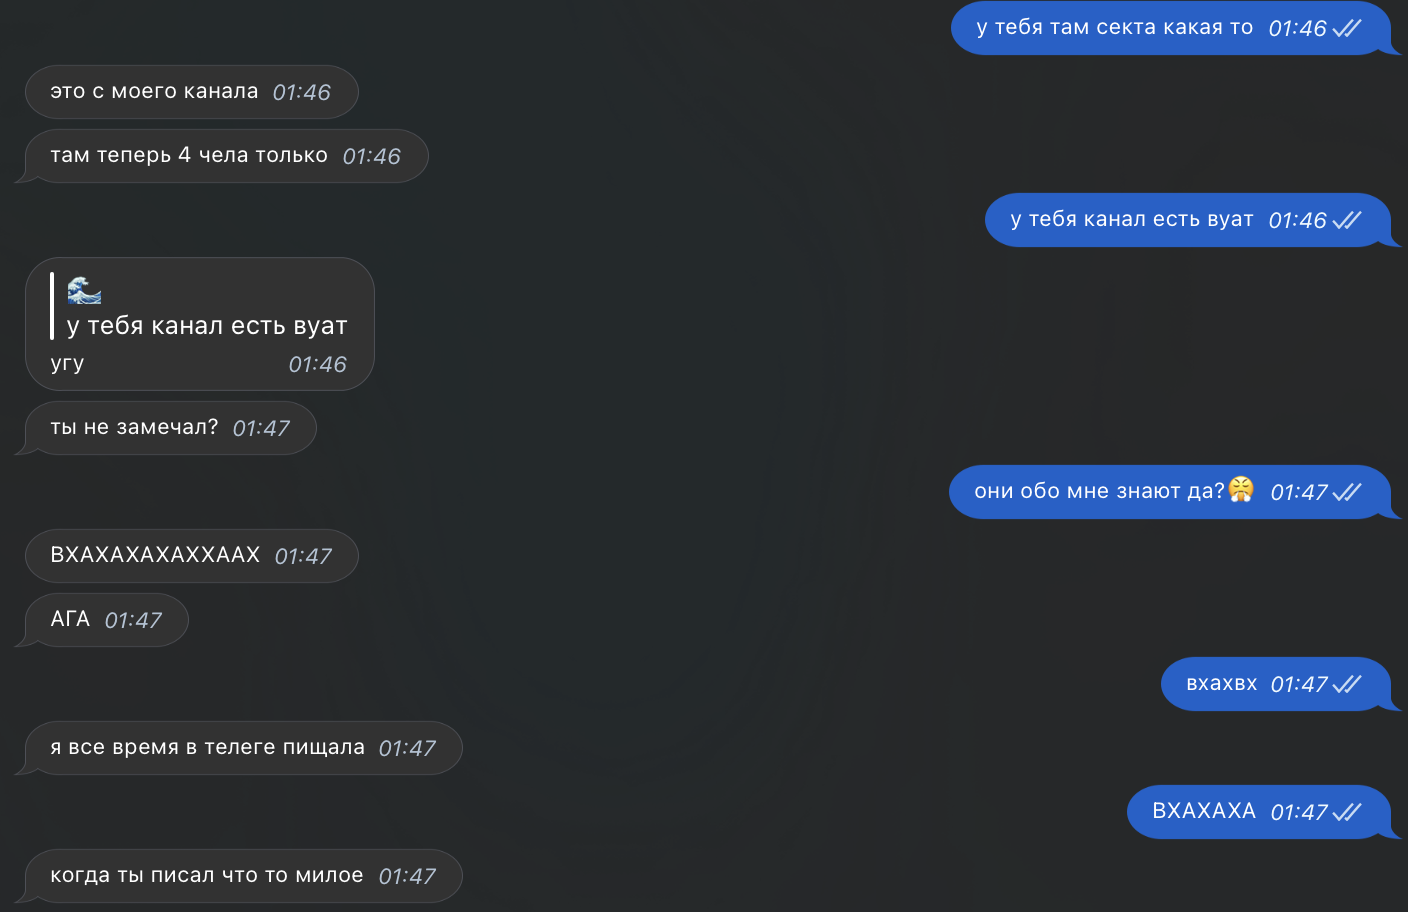 у тебя там секта какая то 01:46
это с моего канала 01:46
там теперь 4 чела только 01:46
у тебя канал есть вуат 01:46
🌊
у тебя канал есть вуат
угу 01:46
ты не замечал? 01:47
они обо мне знают да?😤 01:47
ВХАХАХАХАХХААХ 01:47
АГА 01:47
вхахвх 01:47
я все время в телеге пищала 01:47
ВХАХАХА 01:47
когда ты писал что то милое 01:47